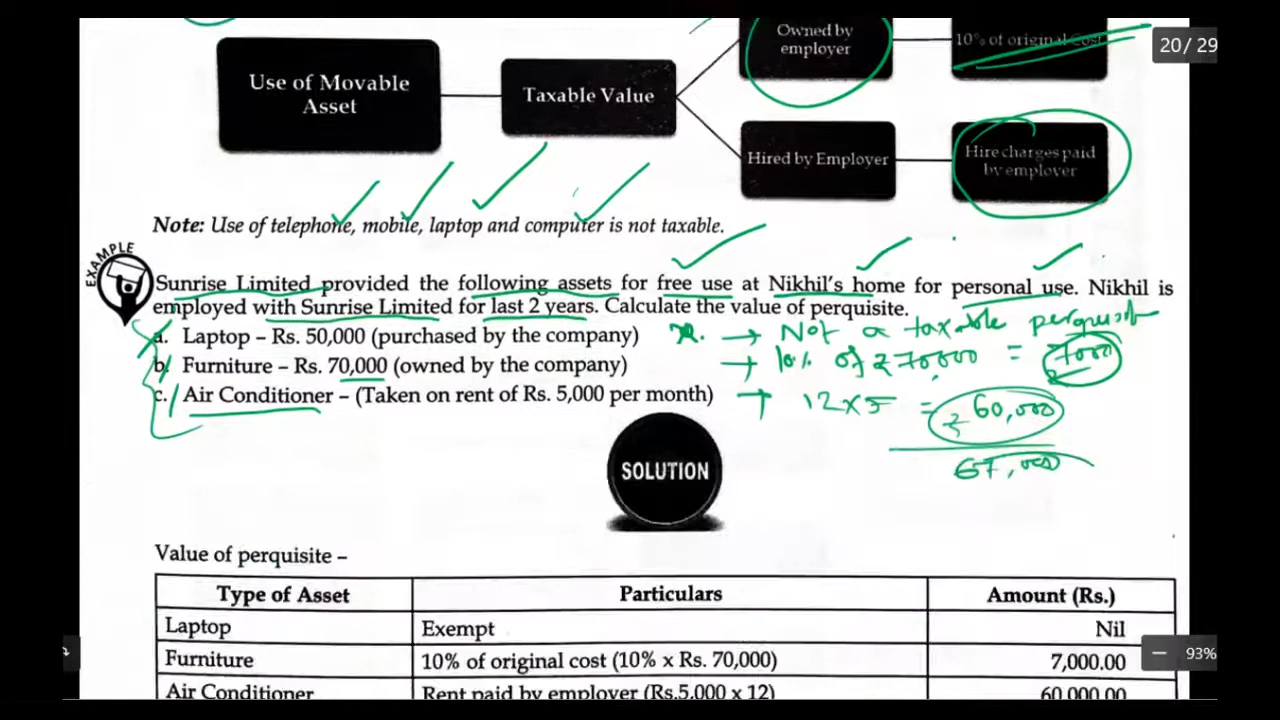 Owned by
employer
10% of original Cost
20 / 29
Use of Movable
Asset
Taxable Value
Hired by Employer
Hire charges paid
by employer
Note: Use of telephone, mobile, laptop and computer is not taxable.
EXAMPLE
Sunrise Limited provided the following assets for free use at Nikhil's home for personal use. Nikhil is
employed with Sunrise Limited for last 2 years. Calculate the value of perquisite.
a. Laptop – Rs. 50,000 (purchased by the company)
→ Not a taxable perquisit
b. Furniture – Rs. 70,000 (owned by the company)
→ 10% of ₹70,000 = 7000
c. Air Conditioner – (Taken on rent of Rs. 5,000 per month)
→ 12×5 = ₹ 60,000
67,000
SOLUTION
Value of perquisite –
Type of Asset Particulars Amount (Rs.)
Laptop Exempt Nil
Furniture 10% of original cost (10% x Rs. 70,000) 7,000.00
93%
Air Conditioner Rent paid by employer (Rs.5,000 x 12) 60,000.00